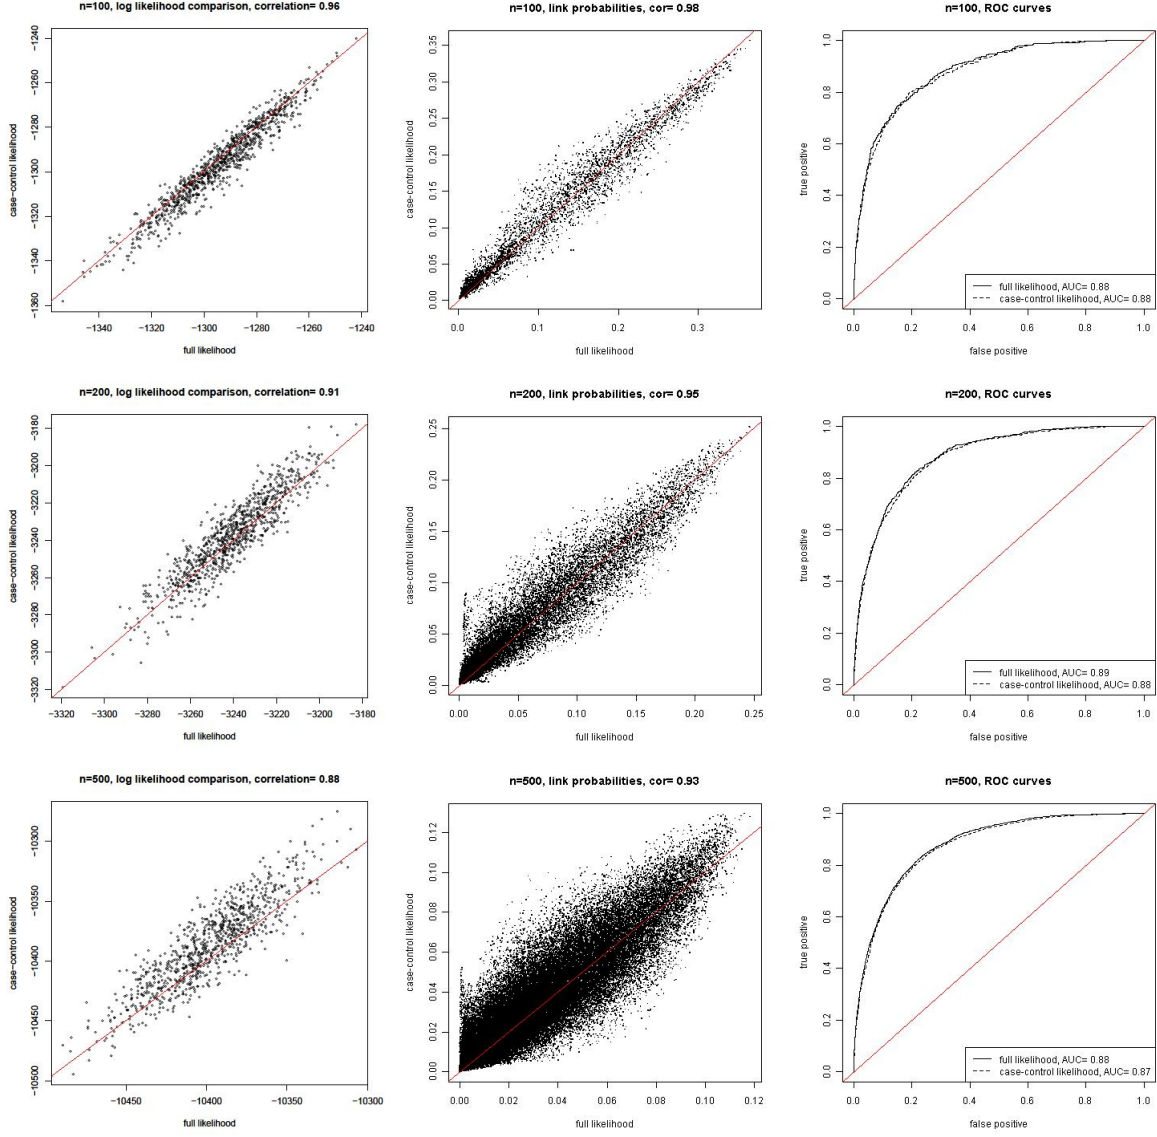 n=100, log likelihood comparison, correlation= 0.96
case−control likelihood
−1360 −1340 −1320 −1300 −1280 −1260 −1240
−1340 −1320 −1300 −1280 −1260 −1240
full likelihood
n=100, link probabilities, cor= 0.98
case-control likelihood
0.00 0.05 0.10 0.15 0.20 0.25 0.30 0.35
0.0 0.1 0.2 0.3
full likelihood
n=100, ROC curves
true positive
0.0 0.2 0.4 0.6 0.8 1.0
full likelihood, AUC= 0.88
case-control likelihood, AUC= 0.88
0.0 0.2 0.4 0.6 0.8 1.0
false positive
n=200, log likelihood comparison, correlation= 0.91
case−control likelihood
−3320 −3300 −3280 −3260 −3240 −3220 −3200 −3180
−3320 −3300 −3280 −3260 −3240 −3220 −3200 −3180
full likelihood
n=200, link probabilities, cor= 0.95
case-control likelihood
0.00 0.05 0.10 0.15 0.20 0.25
0.00 0.05 0.10 0.15 0.20 0.25
full likelihood
n=200, ROC curves
true positive
0.0 0.2 0.4 0.6 0.8 1.0
full likelihood, AUC= 0.89
case-control likelihood, AUC= 0.88
0.0 0.2 0.4 0.6 0.8 1.0
false positive
n=500, log likelihood comparison, correlation= 0.88
case−control likelihood
−10500 −10450 −10400 −10350 −10300
−10450 −10400 −10350 −10300
full likelihood
n=500, link probabilities, cor= 0.93
case-control likelihood
0.00 0.02 0.04 0.06 0.08 0.10 0.12
0.00 0.02 0.04 0.06 0.08 0.10 0.12
full likelihood
n=500, ROC curves
true positive
0.0 0.2 0.4 0.6 0.8 1.0
full likelihood, AUC= 0.88
case-control likelihood, AUC= 0.87
0.0 0.2 0.4 0.6 0.8 1.0
false positive